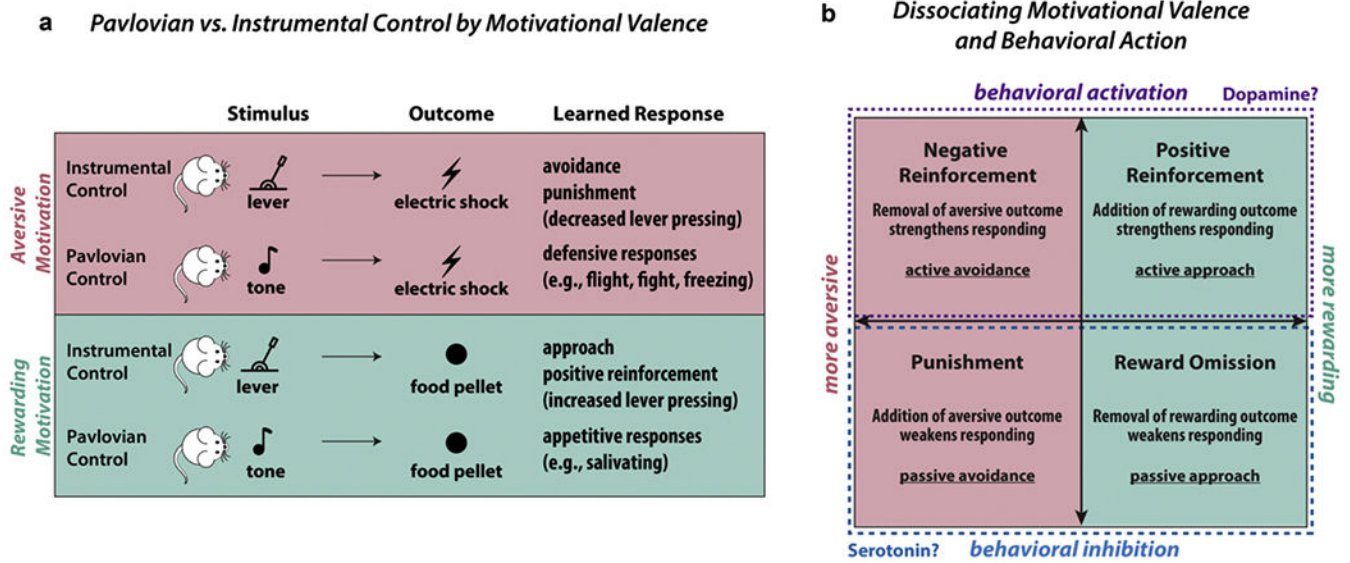 a Pavlovian vs. Instrumental Control by Motivational Valence
Stimulus Outcome Learned Response
Aversive
Motivation
Instrumental
Control
lever
electric shock
avoidance
punishment
(decreased lever pressing)
Pavlovian
Control
tone
electric shock
defensive responses
(e.g., flight, fight, freezing)
Rewarding
Motivation
Instrumental
Control
lever
food pellet
approach
positive reinforcement
(increased lever pressing)
Pavlovian
Control
tone
food pellet
appetitive responses
(e.g., salivating)
b Dissociating Motivational Valence
and Behavioral Action
behavioral activation Dopamine?
more aversive
Negative
Reinforcement
Removal of aversive outcome
strengthens responding
active avoidance
Positive
Reinforcement
Addition of rewarding outcome
strengthens responding
active approach
more rewarding
Punishment
Addition of aversive outcome
weakens responding
passive avoidance
Reward Omission
Removal of rewarding outcome
weakens responding
passive approach
Serotonin? behavioral inhibition